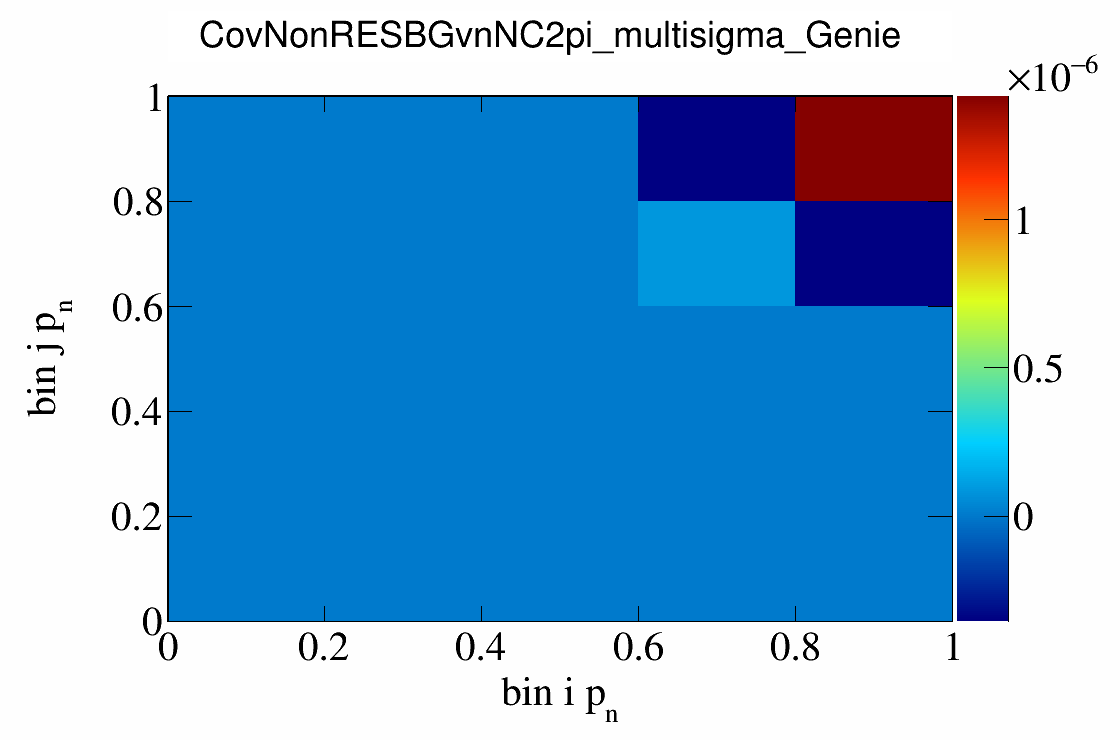 CovNonRESBGvnNC2pi_multisigma_Genie
×10⁻⁶
1
0.8
0.6
0.4
0.2
0
bin j pₙ
0 0.2 0.4 0.6 0.8 1
bin i pₙ
1
0.5
0